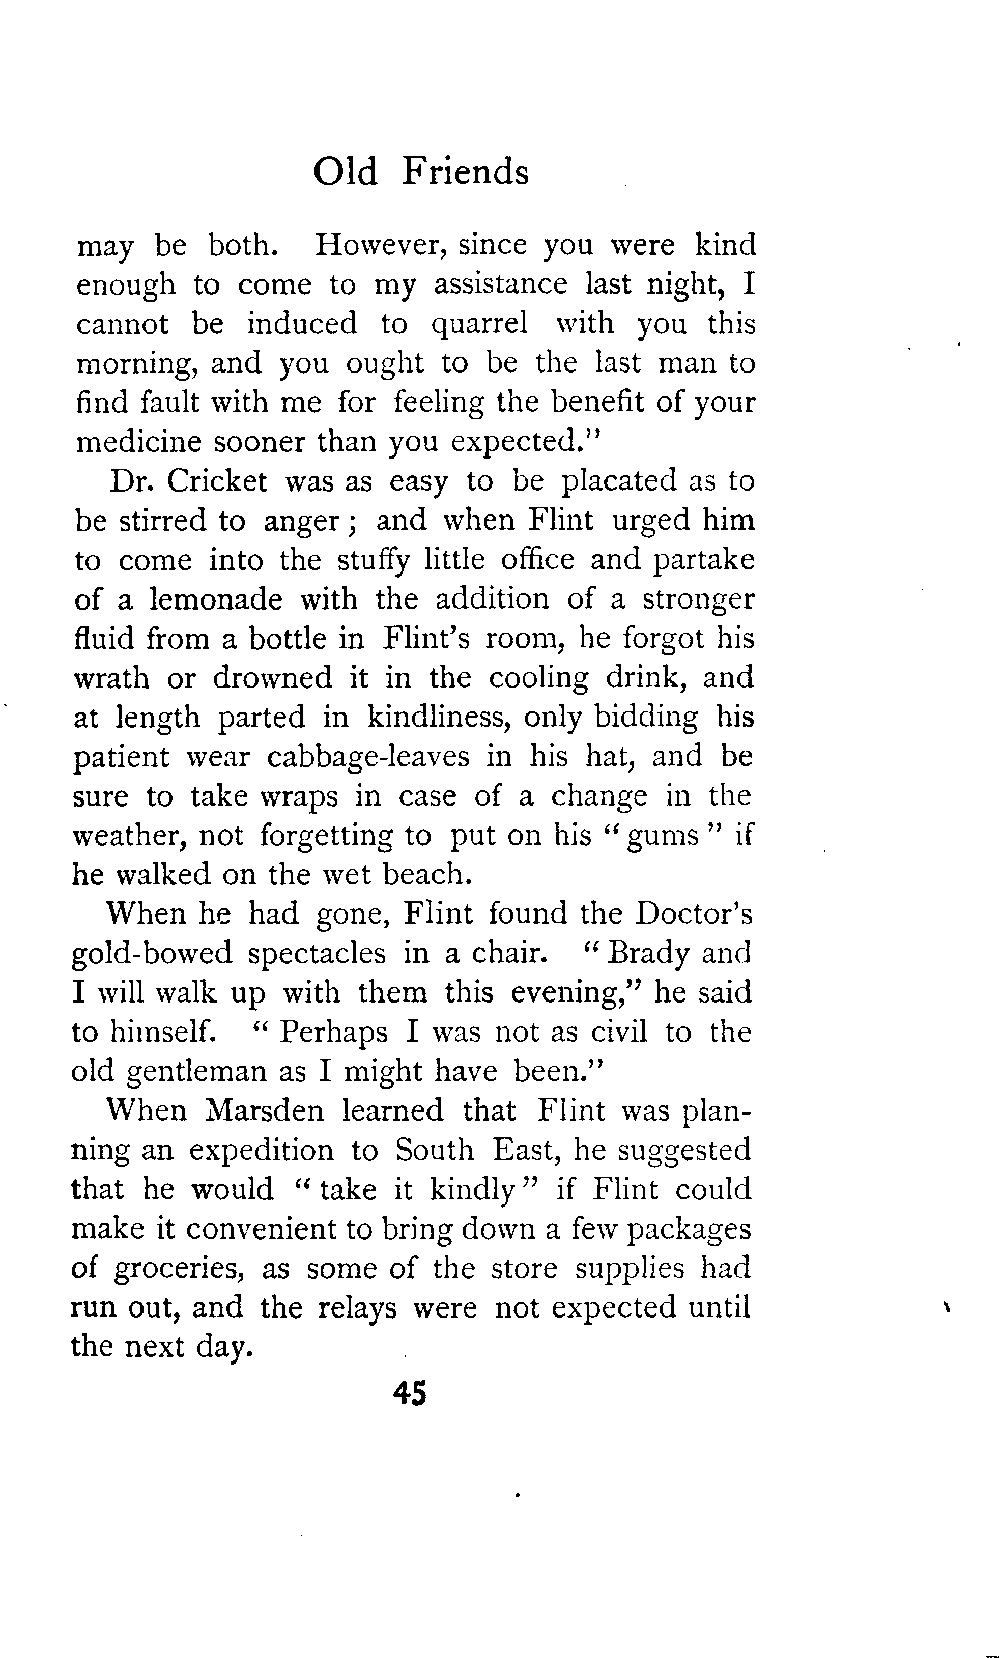 Old Friends
may be both. However, since you were kind
enough to come to my assistance last night, I
cannot be induced to quarrel with you this
morning, and you ought to be the last man to
find fault with me for feeling the benefit of your
medicine sooner than you expected."
Dr. Cricket was as easy to be placated as to
be stirred to anger ; and when Flint urged him
to come into the stuffy little office and partake
of a lemonade with the addition of a stronger
fluid from a bottle in Flint's room, he forgot his
wrath or drowned it in the cooling drink, and
at length parted in kindliness, only bidding his
patient wear cabbage-leaves in his hat, and be
sure to take wraps in case of a change in the
weather, not forgetting to put on his " gums " if
he walked on the wet beach.
When he had gone, Flint found the Doctor's
gold-bowed spectacles in a chair. " Brady and
I will walk up with them this evening," he said
to himself. " Perhaps I was not as civil to the
old gentleman as I might have been."
When Marsden learned that Flint was plan-
ning an expedition to South East, he suggested
that he would " take it kindly " if Flint could
make it convenient to bring down a few packages
of groceries, as some of the store supplies had
run out, and the relays were not expected until
the next day.
45